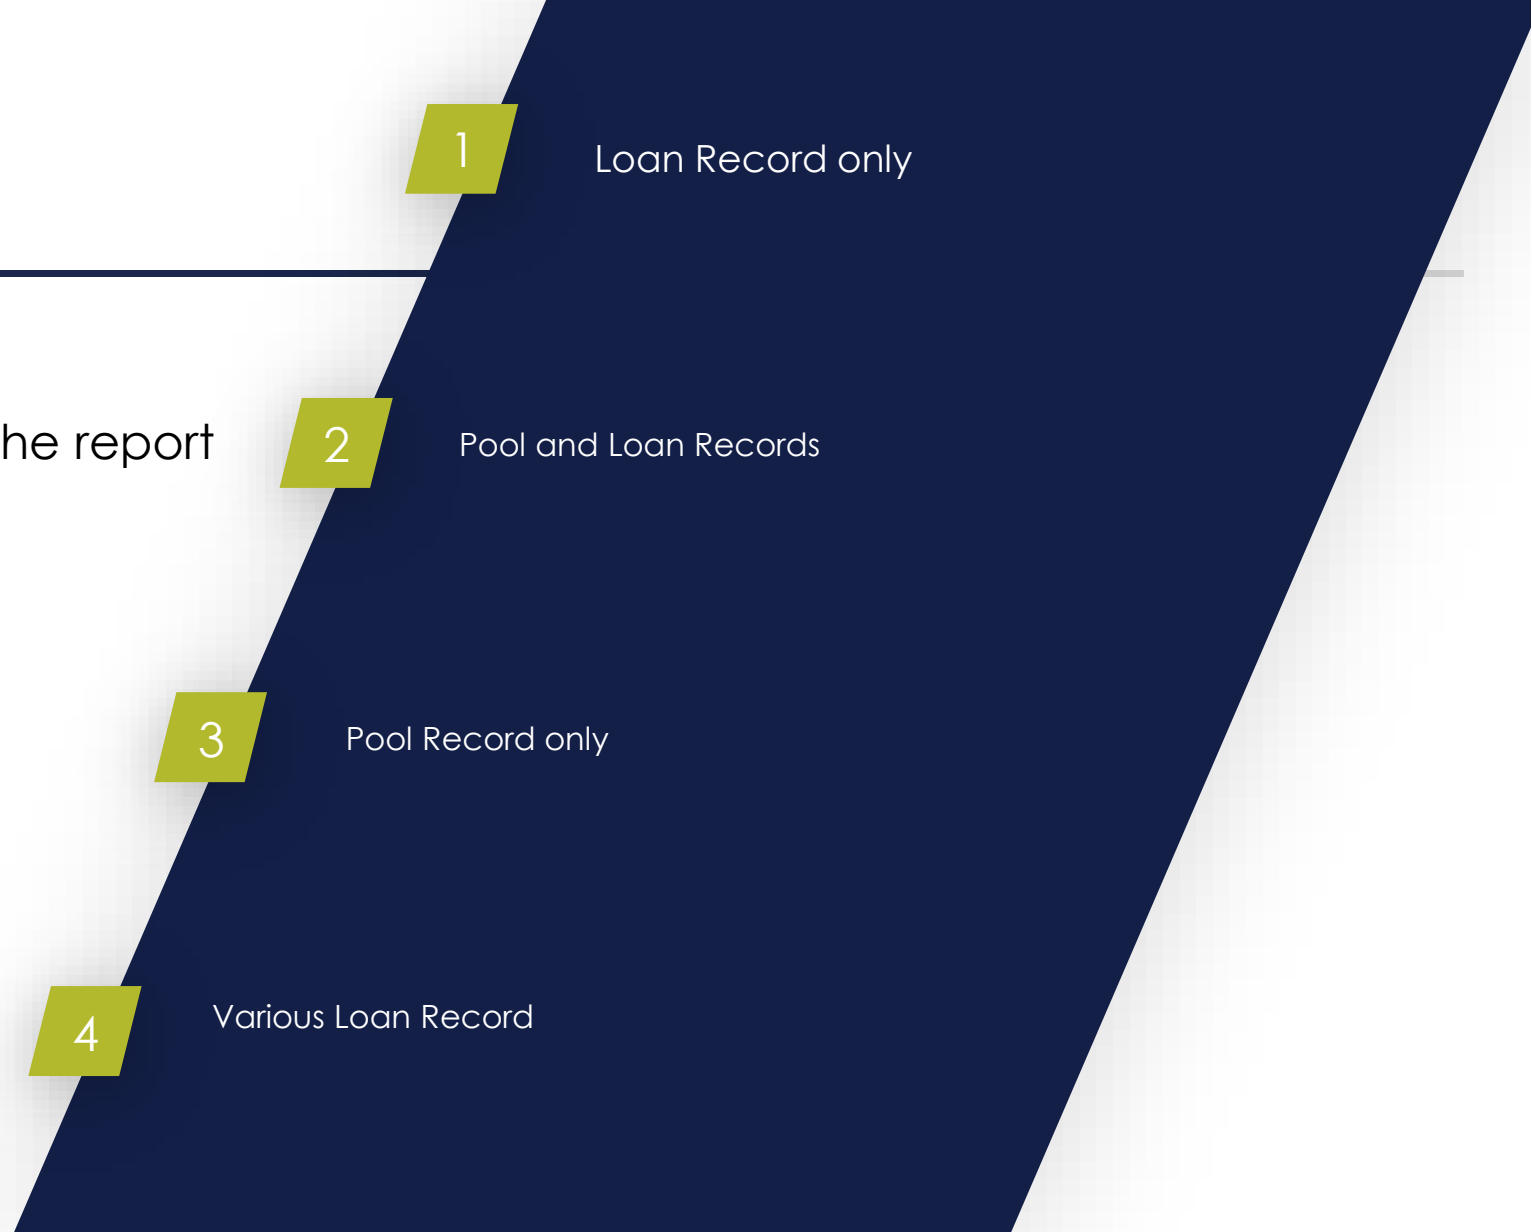 1
Loan Record only
he report
2
Pool and Loan Records
3
Pool Record only
4
Various Loan Record